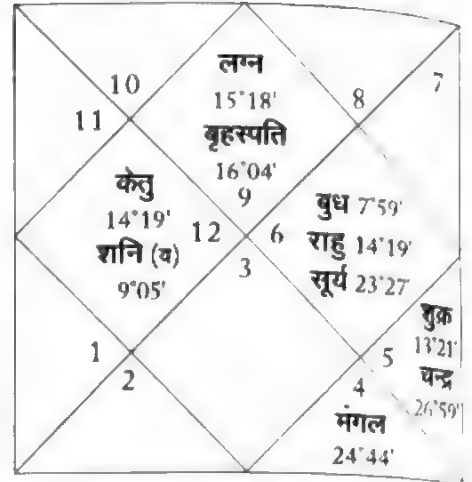 लग्न
15°18'
बृहस्पति
16°04'
9
10
11
8
7
केतु
14°19'
शनि (व)
9°05'
12
6
3
बुध 7°59'
राहु 14°19'
सूर्य 23°27'
शुक्र
13°21'
चन्द्र
26°59'
5
1
2
4
मंगल
24°44'